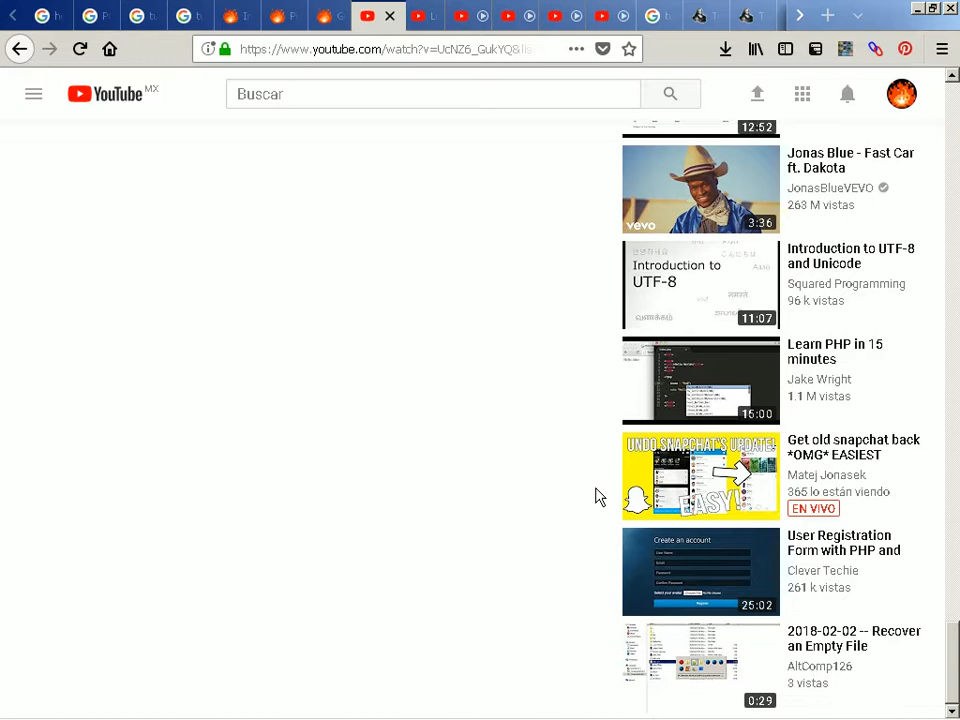 https://www.youtube.com/watch?v=UcNZ6_GukYQ&lis
YouTube MX
Buscar
12:52
Jonas Blue - Fast Car
ft. Dakota
JonasBlueVEVO
263 M vistas
vevo
3:36
Introduction to
UTF-8
11:07
Introduction to UTF-8
and Unicode
Squared Programming
96 k vistas
15:00
Learn PHP in 15
minutes
Jake Wright
1.1 M vistas
UNDO SNAPCHAT'S UPDATE!
EASY!
Get old snapchat back
*OMG* EASIEST
Matej Jonasek
365 lo están viendo
EN VIVO
Create an account
25:02
User Registration
Form with PHP and
Clever Techie
261 k vistas
0:29
2018-02-02 -- Recover
an Empty File
AltComp126
3 vistas